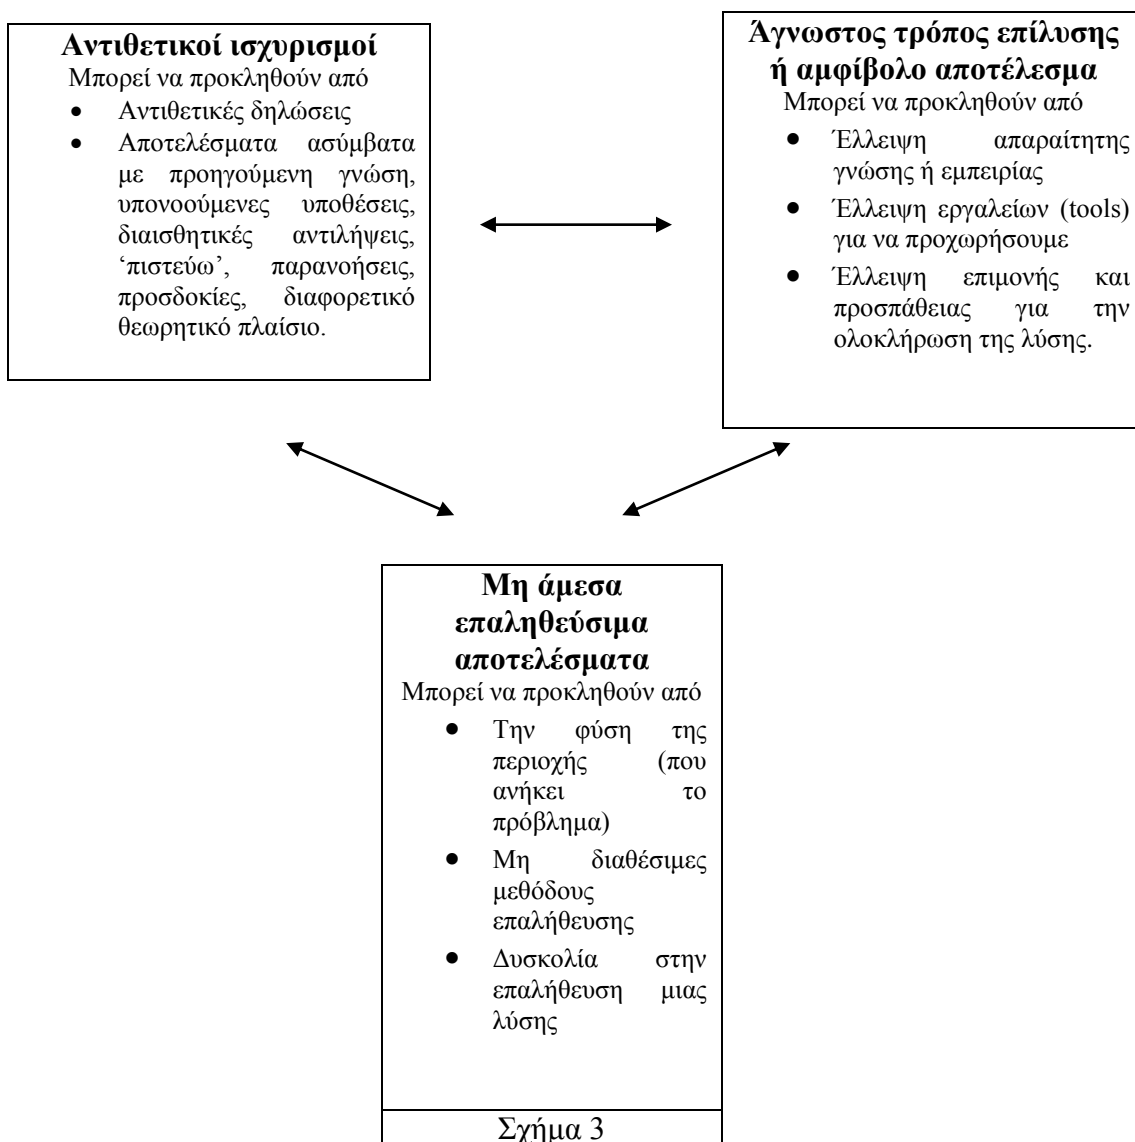 Αντιθετικοί ισχυρισμοί
Μπορεί να προκληθούν από
• Αντιθετικές δηλώσεις
• Αποτελέσματα ασύμβατα
με προηγούμενη γνώση,
υπονοούμενες υποθέσεις,
διαισθητικές αντιλήψεις,
‘πιστεύω’, παρανοήσεις,
προσδοκίες, διαφορετικό
θεωρητικό πλαίσιο.
Άγνωστος τρόπος επίλυσης
ή αμφίβολο αποτέλεσμα
Μπορεί να προκληθούν από
• Έλλειψη απαραίτητης
γνώσης ή εμπειρίας
• Έλλειψη εργαλείων (tools)
για να προχωρήσουμε
• Έλλειψη επιμονής και
προσπάθειας για την
ολοκλήρωση της λύσης.
Μη άμεσα
επαληθεύσιμα
αποτελέσματα
Μπορεί να προκληθούν από
• Την φύση της
περιοχής (που
ανήκει το
πρόβλημα)
• Μη διαθέσιμες
μεθόδους
επαλήθευσης
• Δυσκολία στην
επαλήθευση μιας
λύσης
Σχήμα 3